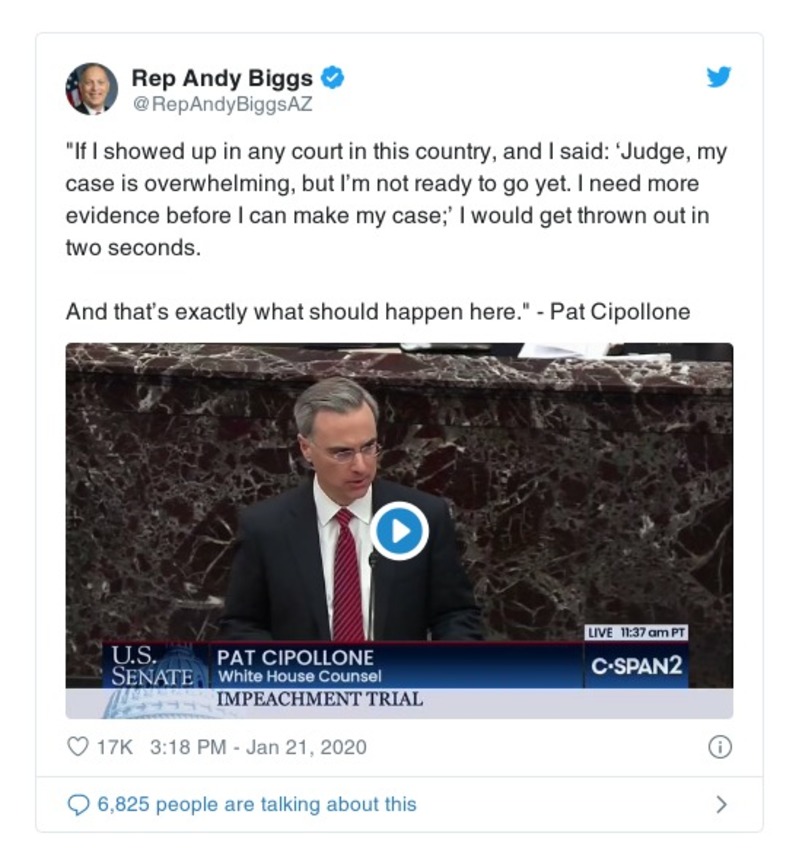 Rep Andy Biggs
@RepAndyBiggsAZ
"If I showed up in any court in this country, and I said: ‘Judge, my
case is overwhelming, but I’m not ready to go yet. I need more
evidence before I can make my case;’ I would get thrown out in
two seconds.
And that’s exactly what should happen here." - Pat Cipollone
LIVE 11:37 am PT
U.S.
SENATE
PAT CIPOLLONE
White House Counsel
C-SPAN2
IMPEACHMENT TRIAL
17K 3:18 PM - Jan 21, 2020
6,825 people are talking about this